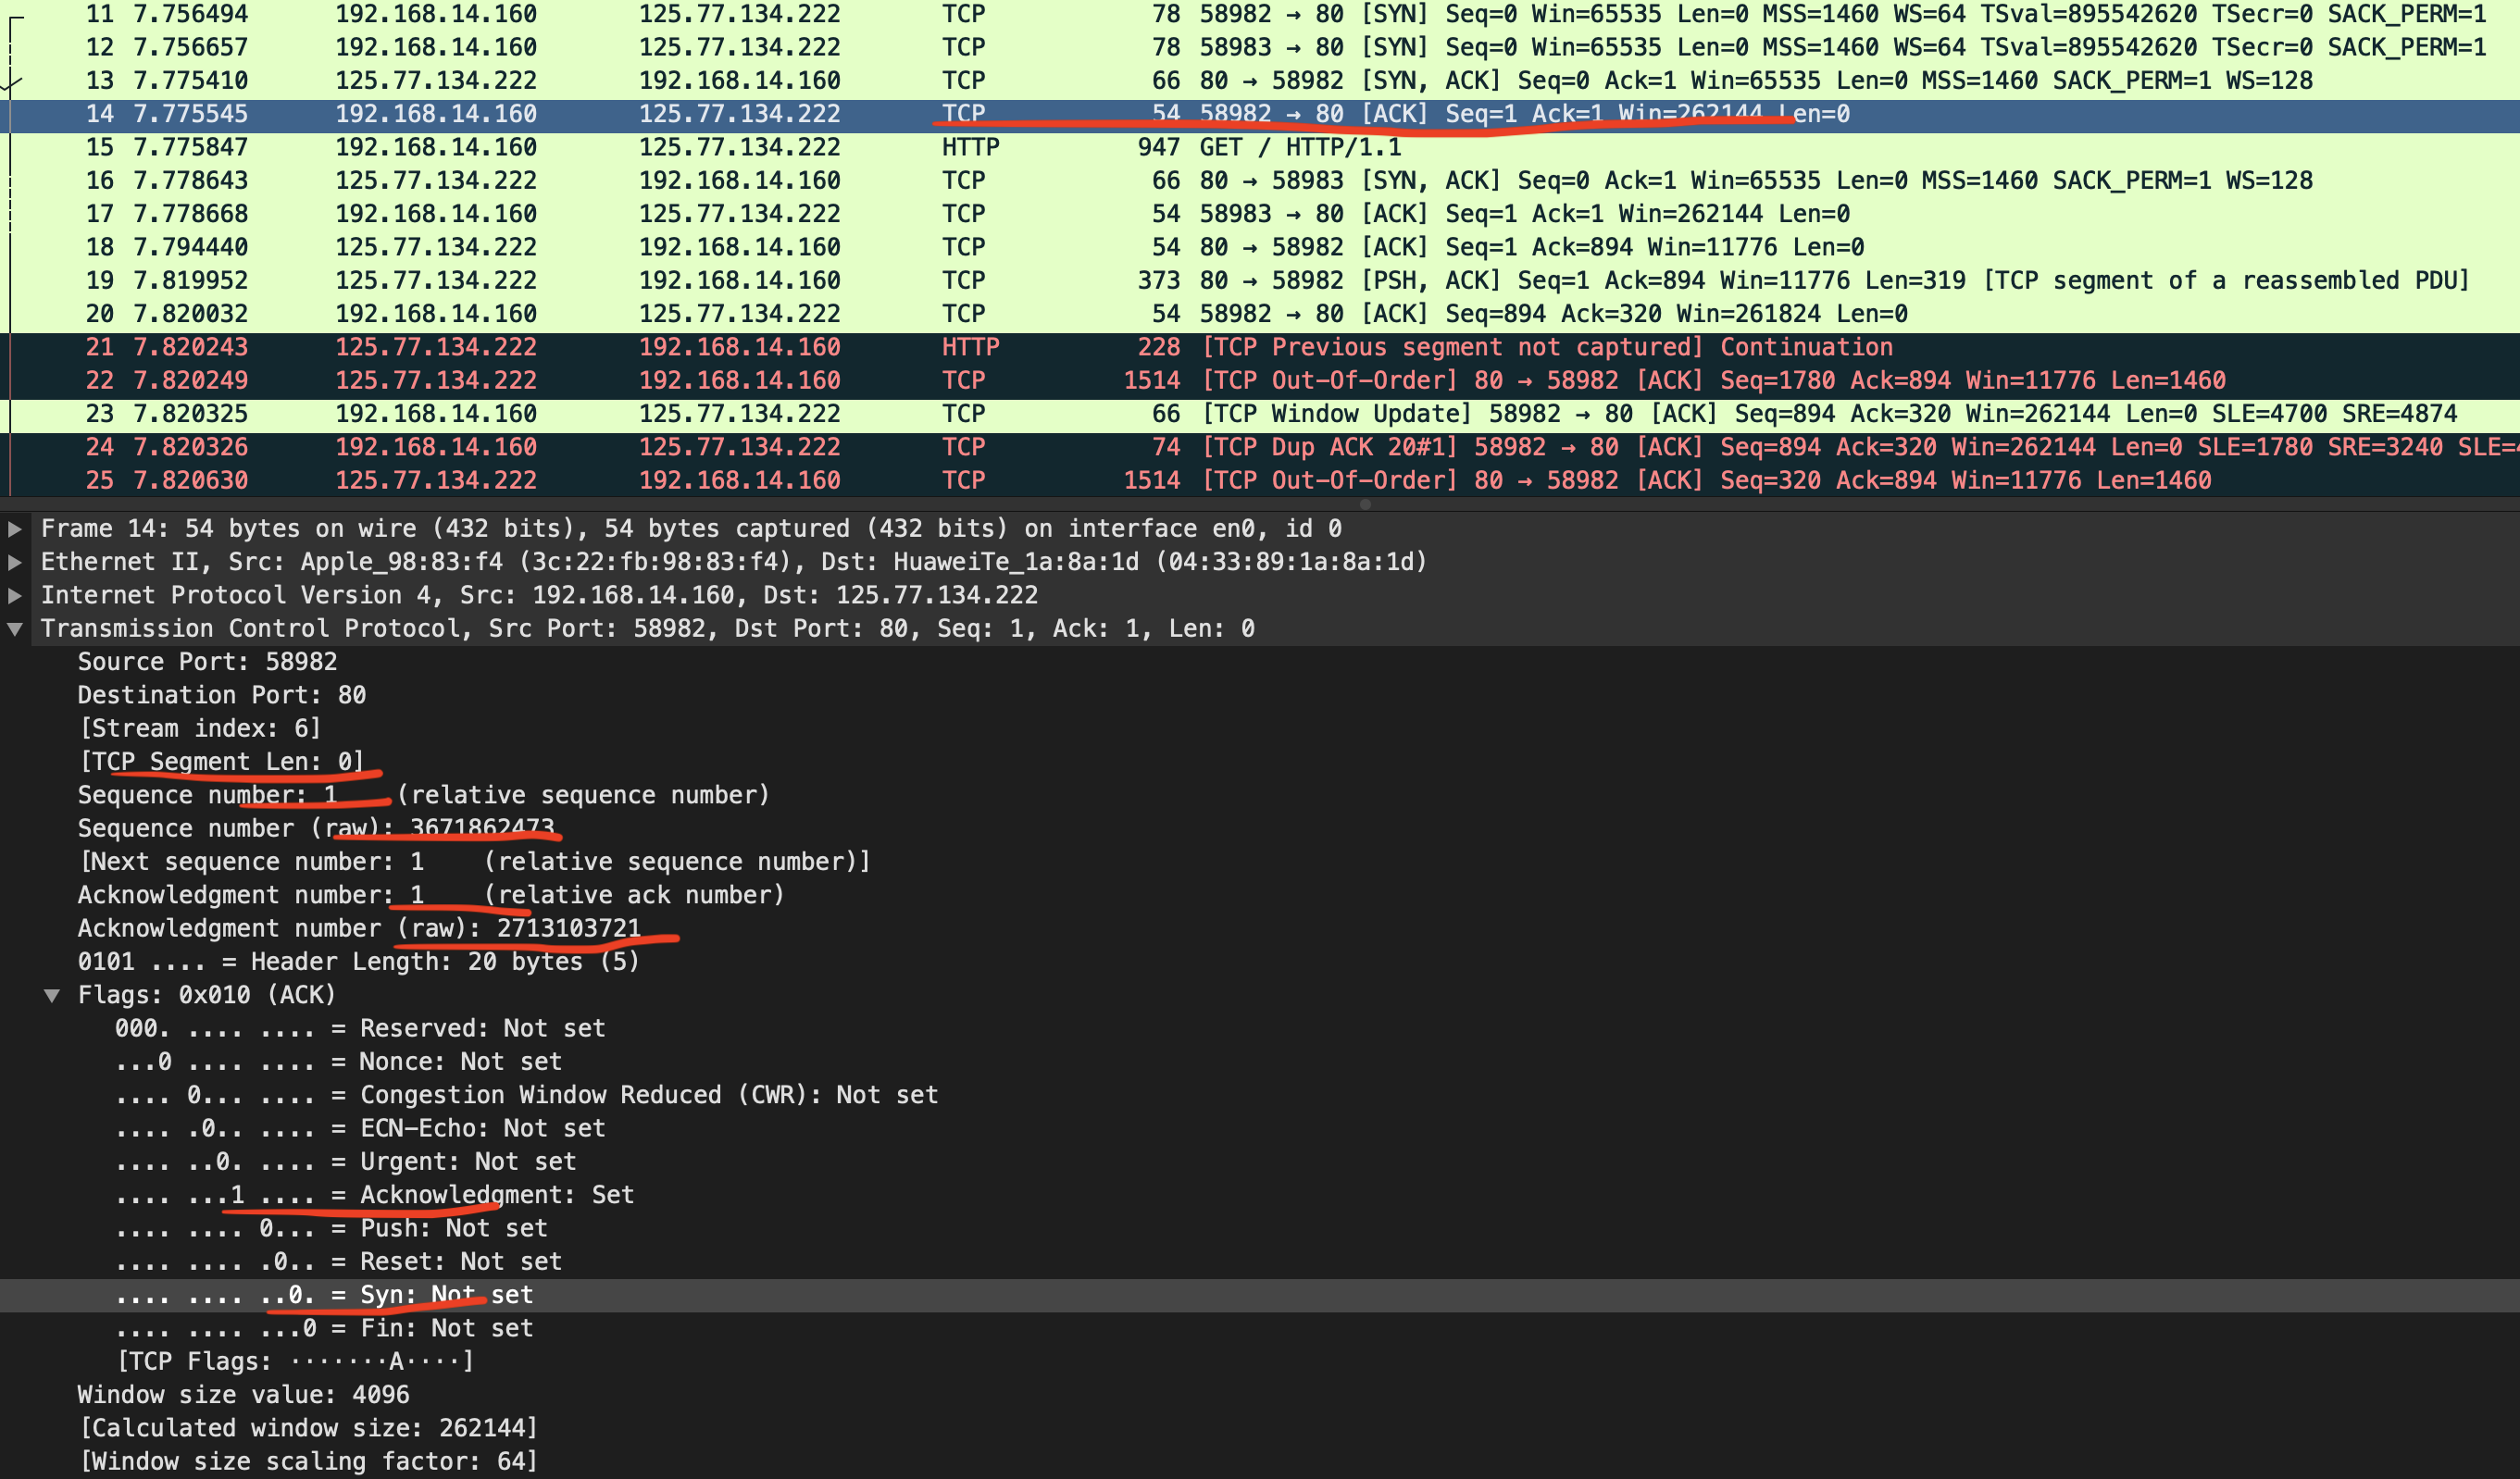 11 7.756494 192.168.14.160 125.77.134.222 TCP 78 58982 → 80 [SYN] Seq=0 Win=65535 Len=0 MSS=1460 WS=64 TSval=895542620 TSecr=0 SACK_PERM=1
12 7.756657 192.168.14.160 125.77.134.222 TCP 78 58983 → 80 [SYN] Seq=0 Win=65535 Len=0 MSS=1460 WS=64 TSval=895542620 TSecr=0 SACK_PERM=1
13 7.775410 125.77.134.222 192.168.14.160 TCP 66 80 → 58982 [SYN, ACK] Seq=0 Ack=1 Win=65535 Len=0 MSS=1460 SACK_PERM=1 WS=128
14 7.775545 192.168.14.160 125.77.134.222 TCP 54 58982 → 80 [ACK] Seq=1 Ack=1 Win=262144 Len=0
15 7.775847 192.168.14.160 125.77.134.222 HTTP 947 GET / HTTP/1.1
16 7.778643 125.77.134.222 192.168.14.160 TCP 66 80 → 58983 [SYN, ACK] Seq=0 Ack=1 Win=65535 Len=0 MSS=1460 SACK_PERM=1 WS=128
17 7.778668 192.168.14.160 125.77.134.222 TCP 54 58983 → 80 [ACK] Seq=1 Ack=1 Win=262144 Len=0
18 7.794440 125.77.134.222 192.168.14.160 TCP 54 80 → 58982 [ACK] Seq=1 Ack=894 Win=11776 Len=0
19 7.819952 125.77.134.222 192.168.14.160 TCP 373 80 → 58982 [PSH, ACK] Seq=1 Ack=894 Win=11776 Len=319 [TCP segment of a reassembled PDU]
20 7.820032 192.168.14.160 125.77.134.222 TCP 54 58982 → 80 [ACK] Seq=894 Ack=320 Win=261824 Len=0
21 7.820243 125.77.134.222 192.168.14.160 HTTP 228 [TCP Previous segment not captured] Continuation
22 7.820249 125.77.134.222 192.168.14.160 TCP 1514 [TCP Out-Of-Order] 80 → 58982 [ACK] Seq=1780 Ack=894 Win=11776 Len=1460
23 7.820325 192.168.14.160 125.77.134.222 TCP 66 [TCP Window Update] 58982 → 80 [ACK] Seq=894 Ack=320 Win=262144 Len=0 SLE=4700 SRE=4874
24 7.820326 192.168.14.160 125.77.134.222 TCP 74 [TCP Dup ACK 20#1] 58982 → 80 [ACK] Seq=894 Ack=320 Win=262144 Len=0 SLE=1780 SRE=3240 SLE=
25 7.820630 125.77.134.222 192.168.14.160 TCP 1514 [TCP Out-Of-Order] 80 → 58982 [ACK] Seq=320 Ack=894 Win=11776 Len=1460
Frame 14: 54 bytes on wire (432 bits), 54 bytes captured (432 bits) on interface en0, id 0
Ethernet II, Src: Apple_98:83:f4 (3c:22:fb:98:83:f4), Dst: HuaweiTe_1a:8a:1d (04:33:89:1a:8a:1d)
Internet Protocol Version 4, Src: 192.168.14.160, Dst: 125.77.134.222
Transmission Control Protocol, Src Port: 58982, Dst Port: 80, Seq: 1, Ack: 1, Len: 0
Source Port: 58982
Destination Port: 80
[Stream index: 6]
[TCP Segment Len: 0]
Sequence number: 1 (relative sequence number)
Sequence number (raw): 3671862473
[Next sequence number: 1 (relative sequence number)]
Acknowledgment number: 1 (relative ack number)
Acknowledgment number (raw): 2713103721
0101 .... = Header Length: 20 bytes (5)
Flags: 0x010 (ACK)
000. .... .... = Reserved: Not set
...0 .... .... = Nonce: Not set
.... 0... .... = Congestion Window Reduced (CWR): Not set
.... .0.. .... = ECN-Echo: Not set
.... ..0. .... = Urgent: Not set
.... ...1 .... = Acknowledgment: Set
.... .... 0... = Push: Not set
.... .... .0.. = Reset: Not set
.... .... ..0. = Syn: Not set
.... .... ...0 = Fin: Not set
[TCP Flags: ·······A····]
Window size value: 4096
[Calculated window size: 262144]
[Window size scaling factor: 64]